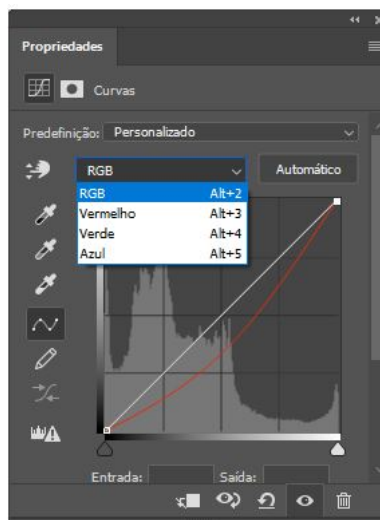 Propriedades
Curvas
Predefinição: Personalizado
RGB
Automático
RGB Alt+2
Vermelho Alt+3
Verde Alt+4
Azul Alt+5
Entrada: Saída: